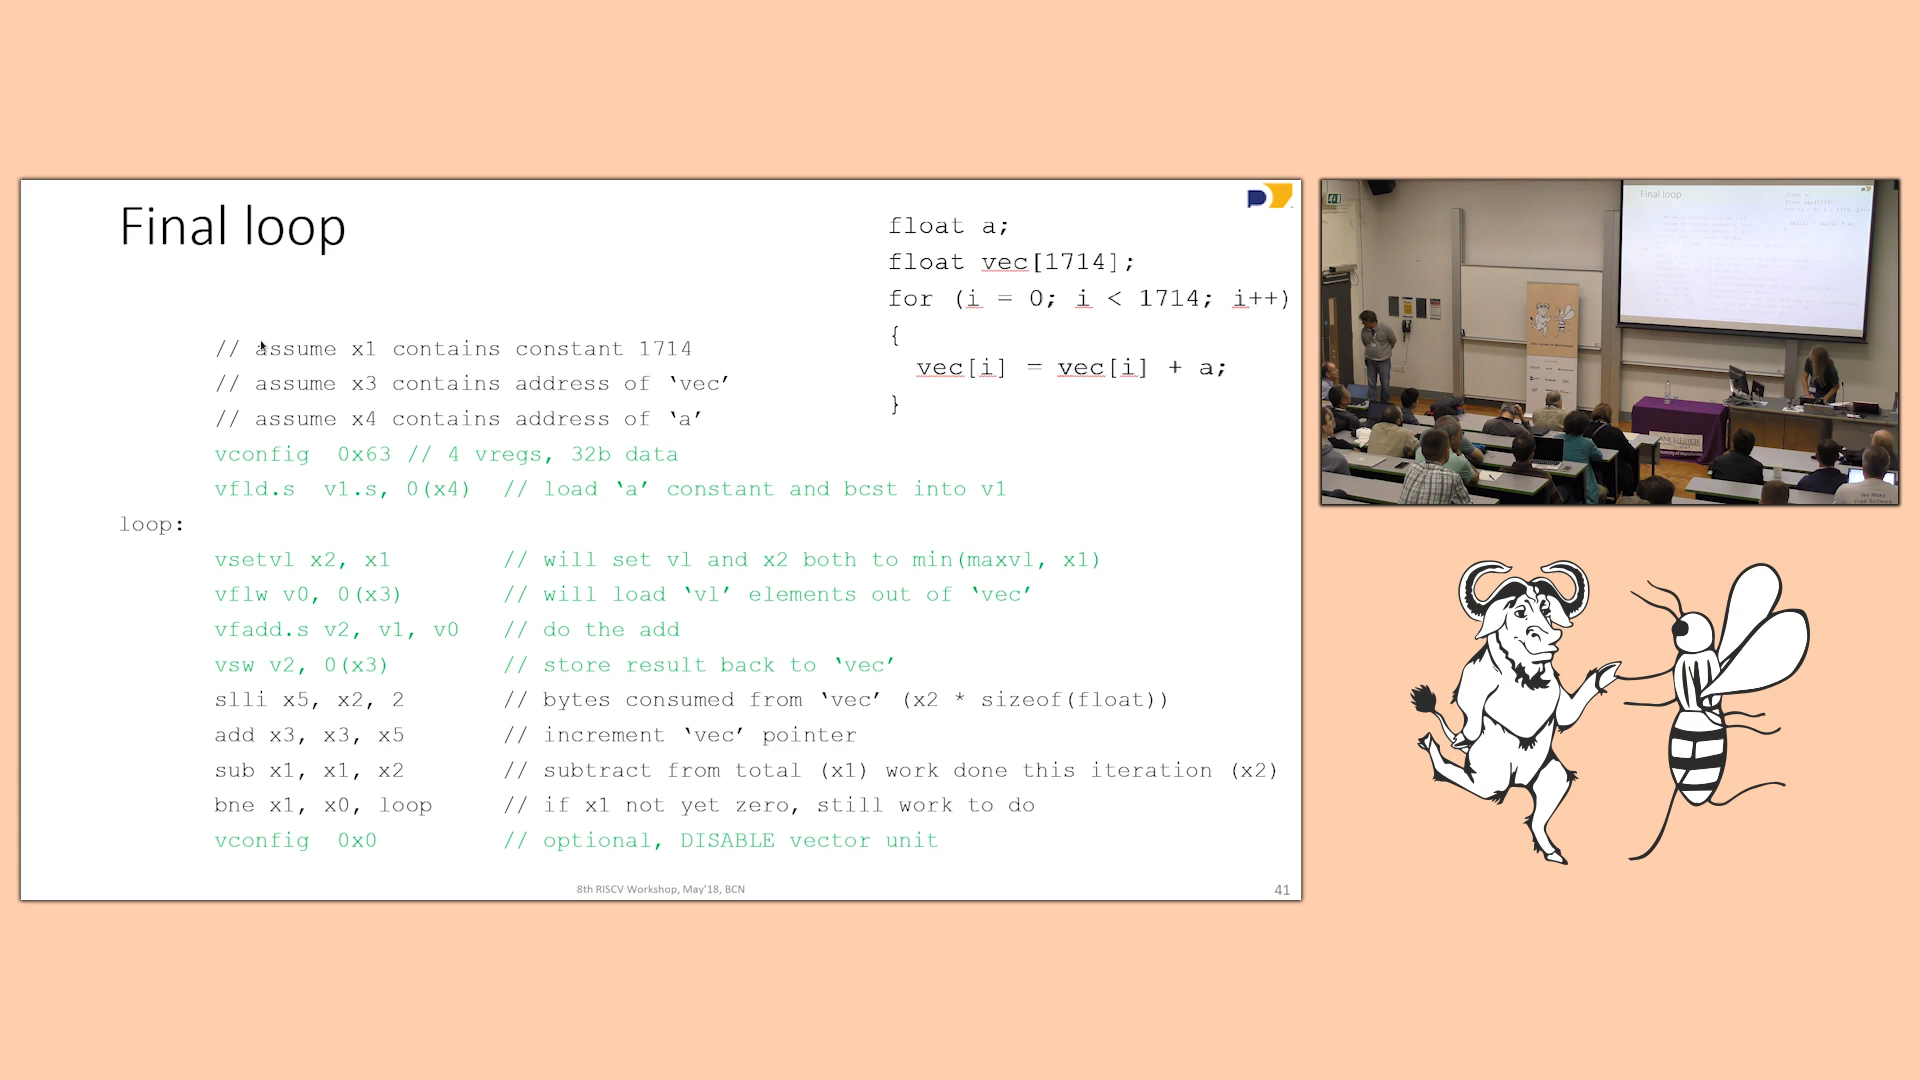 Final loop
float a;
float vec[1714];
for (i = 0; i < 1714; i++)
{
vec[i] = vec[i] + a;
}
// assume x1 contains constant 1714
// assume x3 contains address of ‘vec’
// assume x4 contains address of ‘a’
vconfig 0x63 // 4 vregs, 32b data
vfld.s v1.s, 0(x4) // load ‘a’ constant and bcst into v1
loop:
vsetvl x2, x1 // will set vl and x2 both to min(maxvl, x1)
vflw v0, 0(x3) // will load ‘vl’ elements out of ‘vec’
vfadd.s v2, v1, v0 // do the add
vsw v2, 0(x3) // store result back to ‘vec’
slli x5, x2, 2 // bytes consumed from ‘vec’ (x2 * sizeof(float))
add x3, x3, x5 // increment ‘vec’ pointer
sub x1, x1, x2 // subtract from total (x1) work done this iteration (x2)
bne x1, x0, loop // if x1 not yet zero, still work to do
vconfig 0x0 // optional, DISABLE vector unit
8th RISCV Workshop, May’18, BCN
41
Final loop